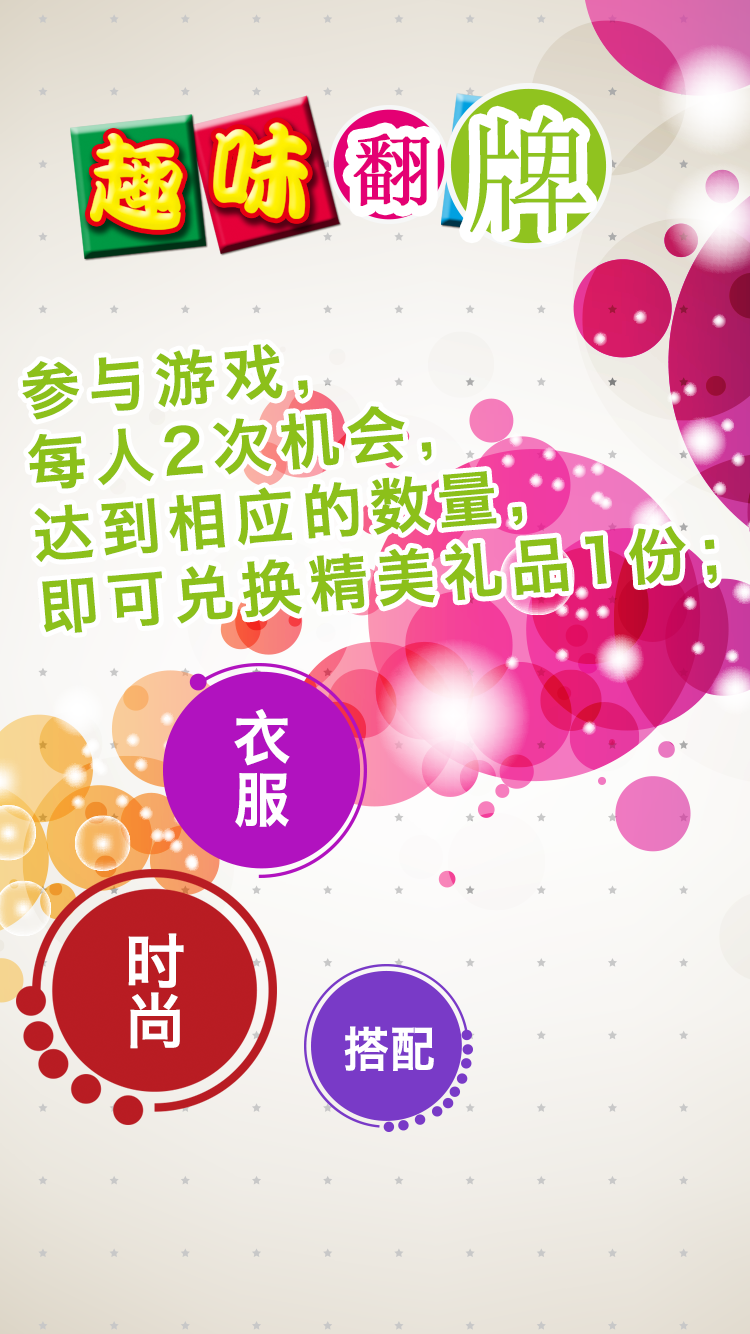 趣味翻牌
参与游戏，
每人2次机会，
达到相应的数量，
即可兑换精美礼品1份；
衣
服
时
尚
搭配